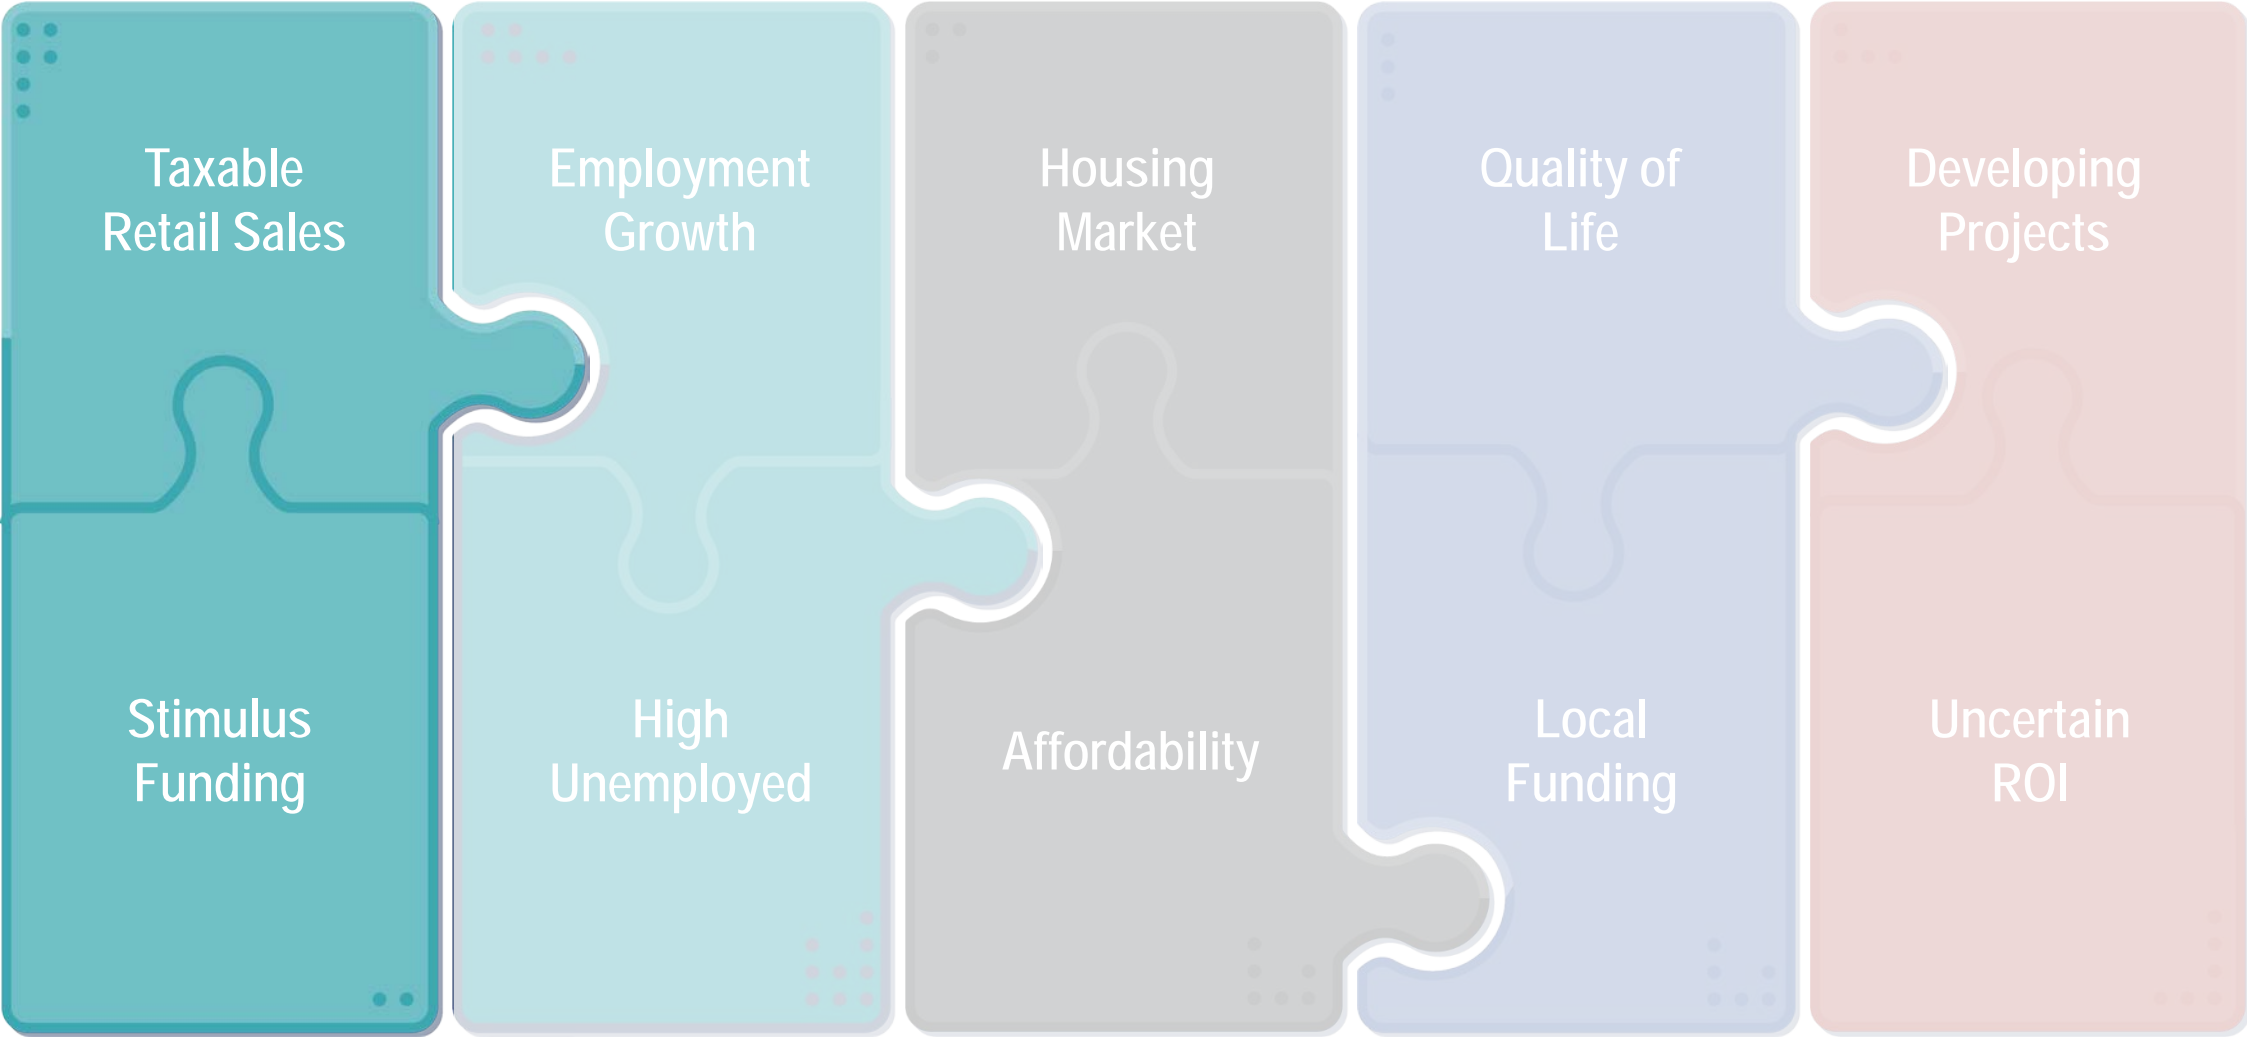 Taxable
Retail Sales
Employment
Growth
Housing
Market
Quality of
Life
Developing
Projects
Stimulus
Funding
High
Unemployed
Affordability
Local
Funding
Uncertain
ROI